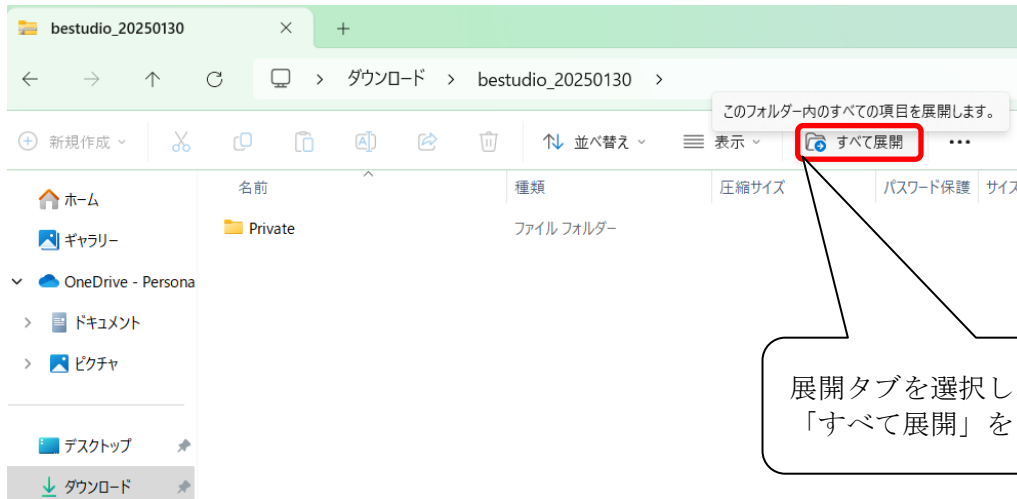 bestudio_20250130
ダウンロード > bestudio_20250130 >
このフォルダー内のすべての項目を展開します。
新規作成 並べ替え 表示 すべて展開 •••
名前 種類 圧縮サイズ パスワード保護 サイズ
Private ファイル フォルダー
ホーム
ギャラリー
OneDrive - Persona
ドキュメント
ピクチャ
デスクトップ
ダウンロード
展開タブを選択し
「すべて展開」を